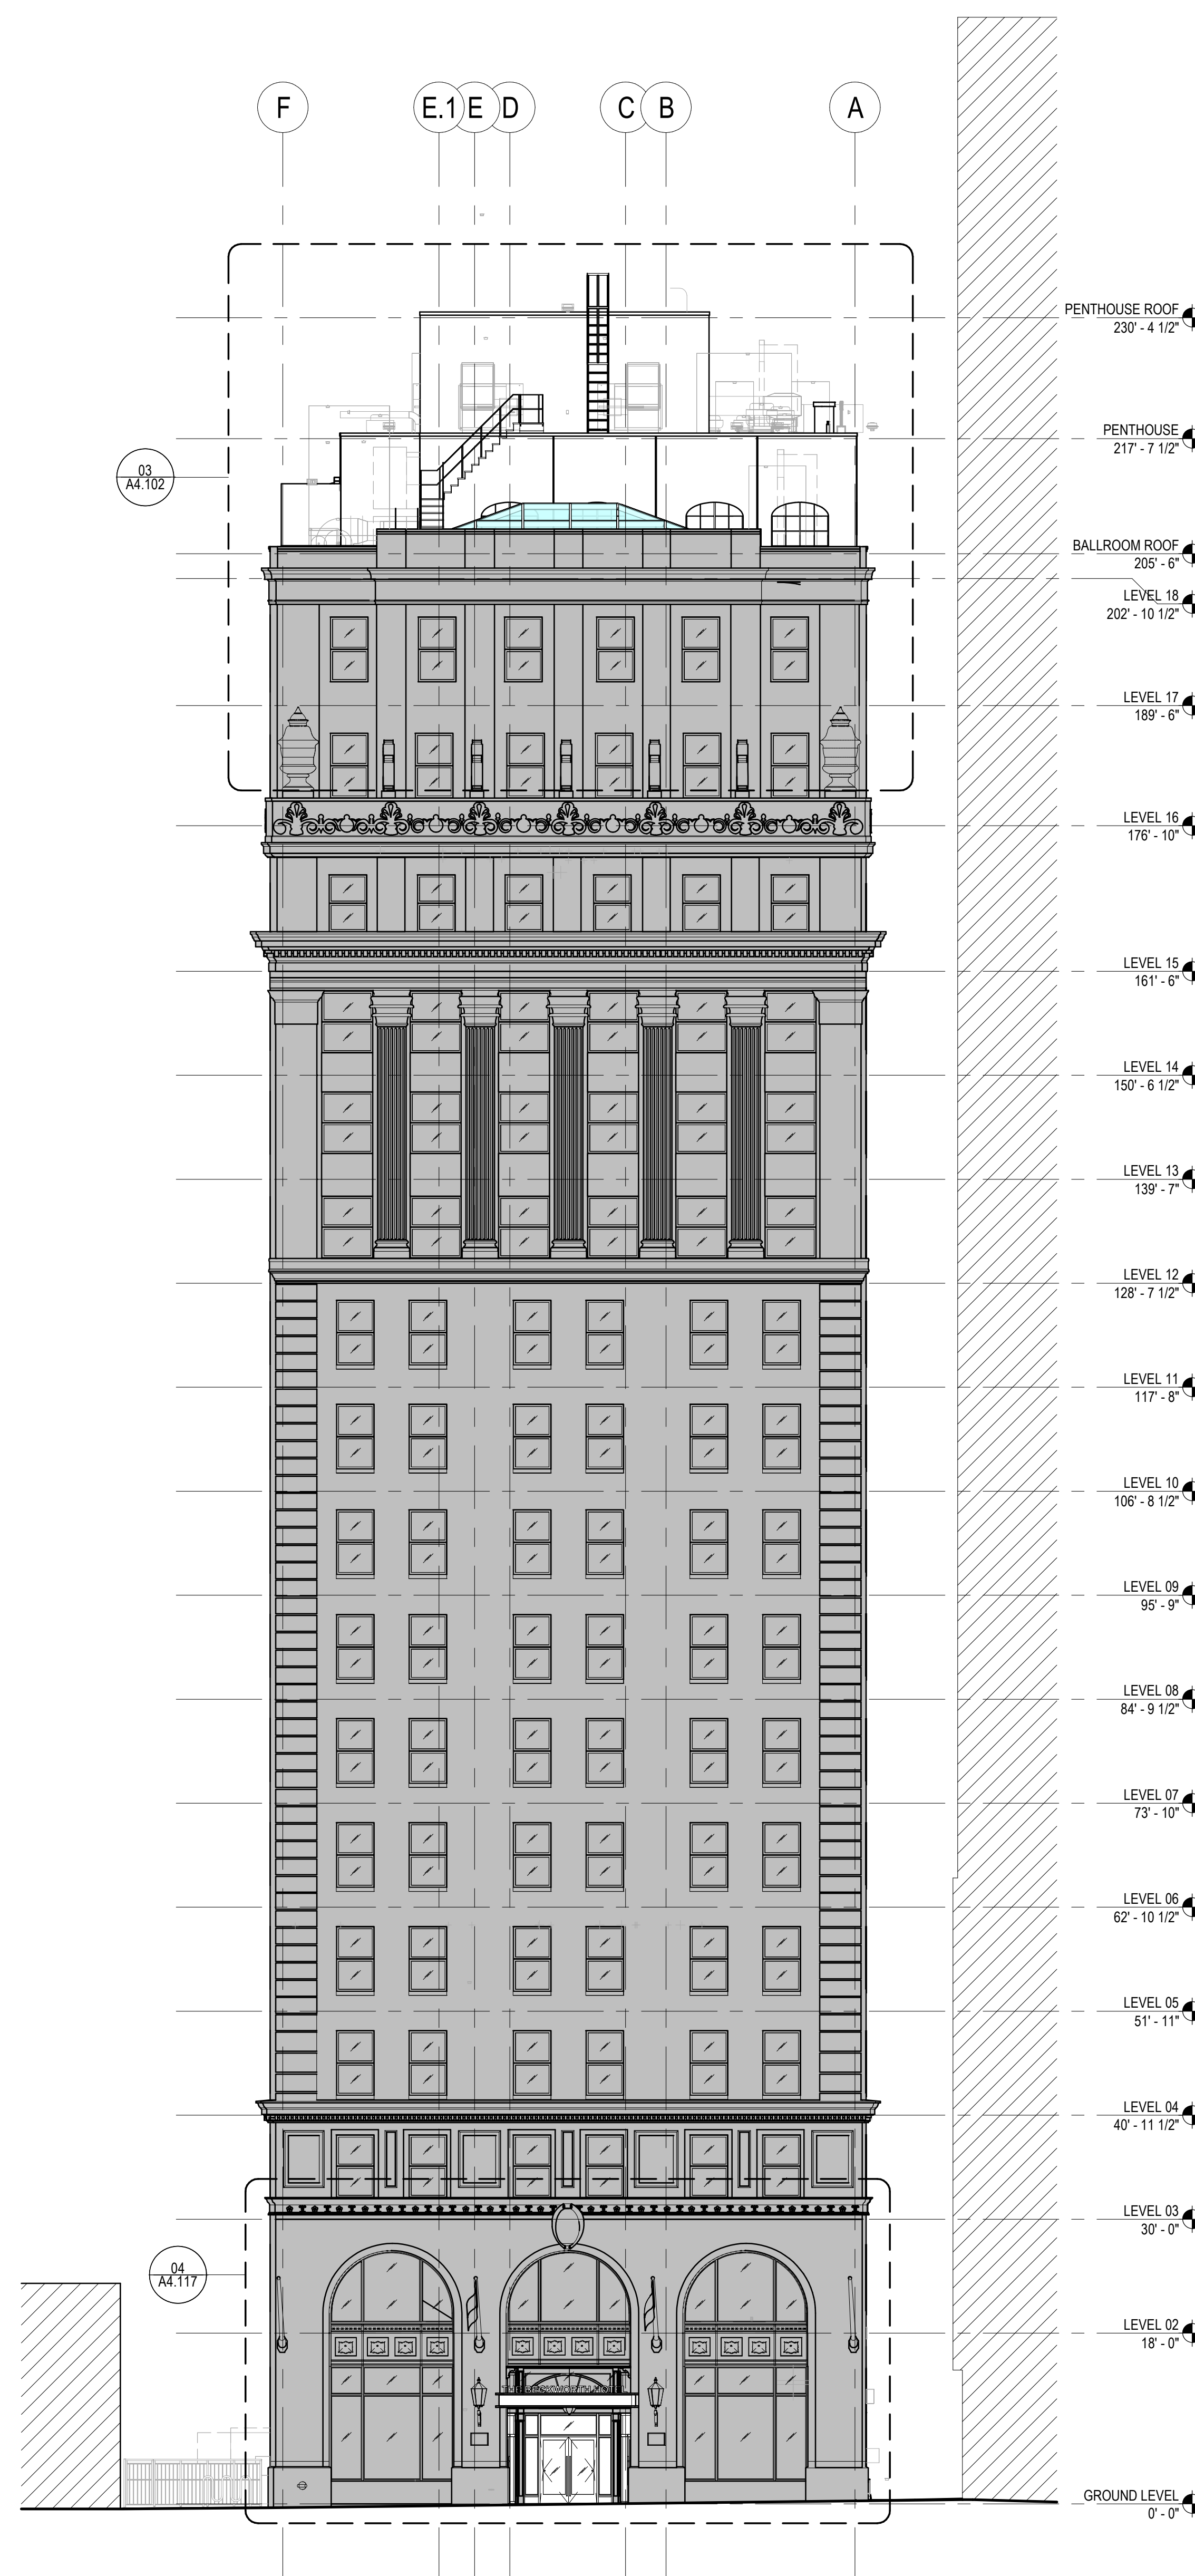 F
E.1
E
D
C
B
A
PENTHOUSE ROOF
230' - 4 1/2"
PENTHOUSE
217' - 7 1/2"
03
A4.102
BALLROOM ROOF
205' - 6"
LEVEL 18
202' - 10 1/2"
LEVEL 17
189' - 6"
LEVEL 16
176' - 10"
LEVEL 15
161' - 6"
LEVEL 14
150' - 6 1/2"
LEVEL 13
139' - 7"
LEVEL 12
128' - 7 1/2"
LEVEL 11
117' - 8"
LEVEL 10
106' - 8 1/2"
LEVEL 09
95' - 9"
LEVEL 08
84' - 9 1/2"
LEVEL 07
73' - 10"
LEVEL 06
62' - 10 1/2"
LEVEL 05
51' - 11"
LEVEL 04
40' - 11 1/2"
LEVEL 03
30' - 0"
04
A4.117
LEVEL 02
18' - 0"
THE BECKWORTH HOTEL
GROUND LEVEL
0' - 0"